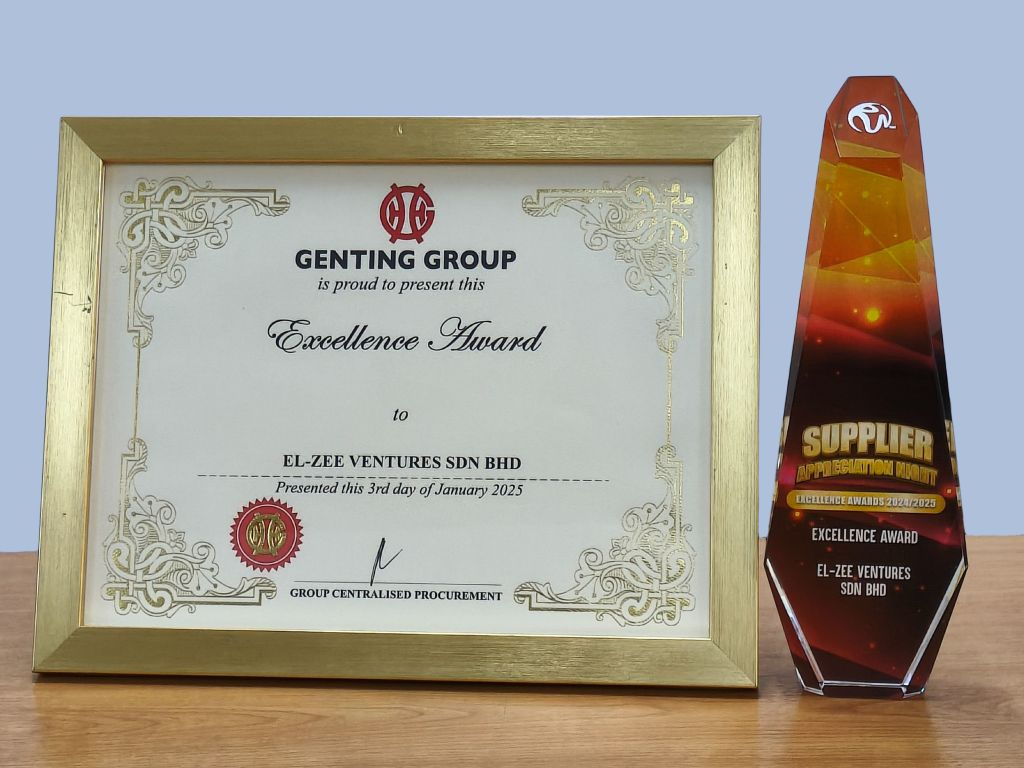 GENTING GROUP
is proud to present this
Excellence Award
to
EL-ZEE VENTURES SDN BHD
Presented this 3rd day of January 2025
GROUP CENTRALISED PROCUREMENT
RW
SUPPLIER
APPRECIATION NIGHT
EXCELLENCE AWARDS 2024/2025
EXCELLENCE AWARD
EL-ZEE VENTURES
SDN BHD